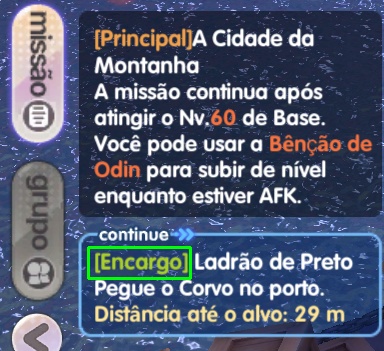 missão
grupo
[Principal]A Cidade da
Montanha
A missão continua após
atingir o Nv.60 de Base.
Você pode usar a Bênção de
Odin para subir de nível
enquanto estiver AFK.
continue
[Encargo] Ladrão de Preto
Pegue o Corvo no porto.
Distância até o alvo: 29 m